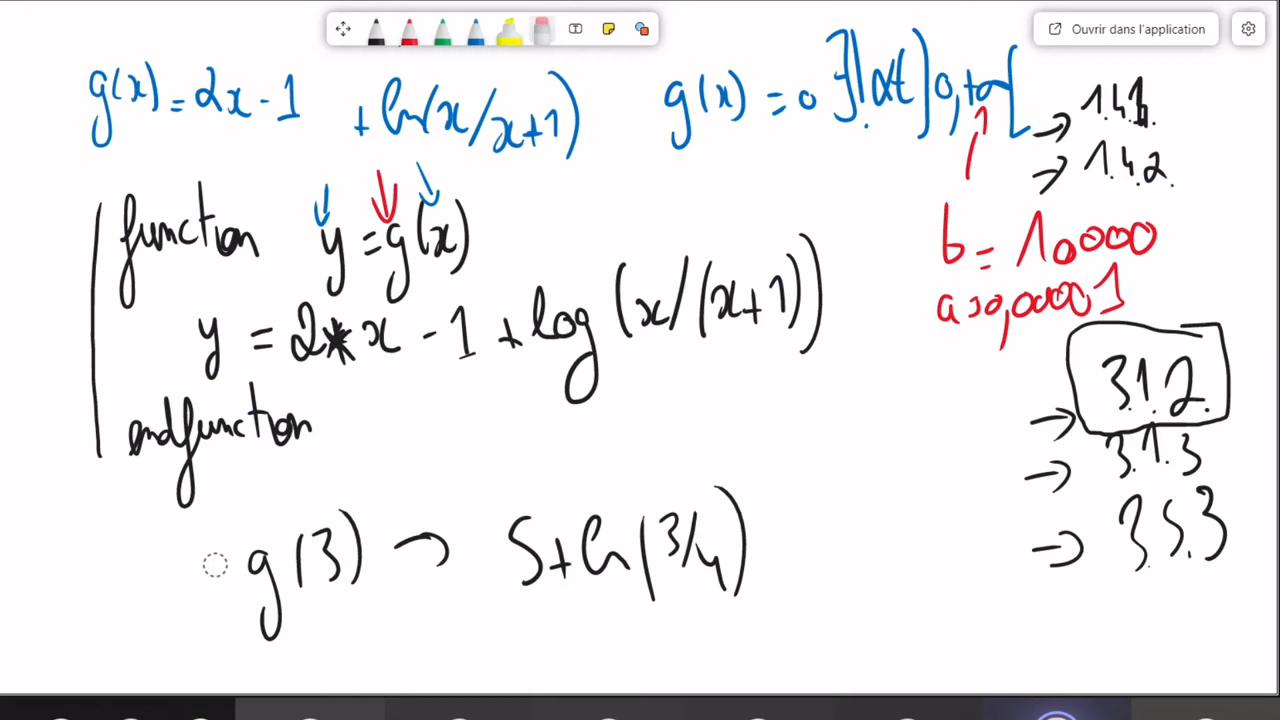 Ouvrir dans l'application
g(x) = 2x - 1 + ln(x/x+1)
g(x) = 0 ∃! α ∈ ]0, +∞[
→ 1.4.1.
→ 1.4.2.
function y = g(x)
b = 10000
y = 2*x - 1 + log(x/(x+1))
a = 0,00001
endfunction
→ 3.1.2.
→ 3.1.3
g(3) → 5 + ln(3/4)
→ 3.5.3